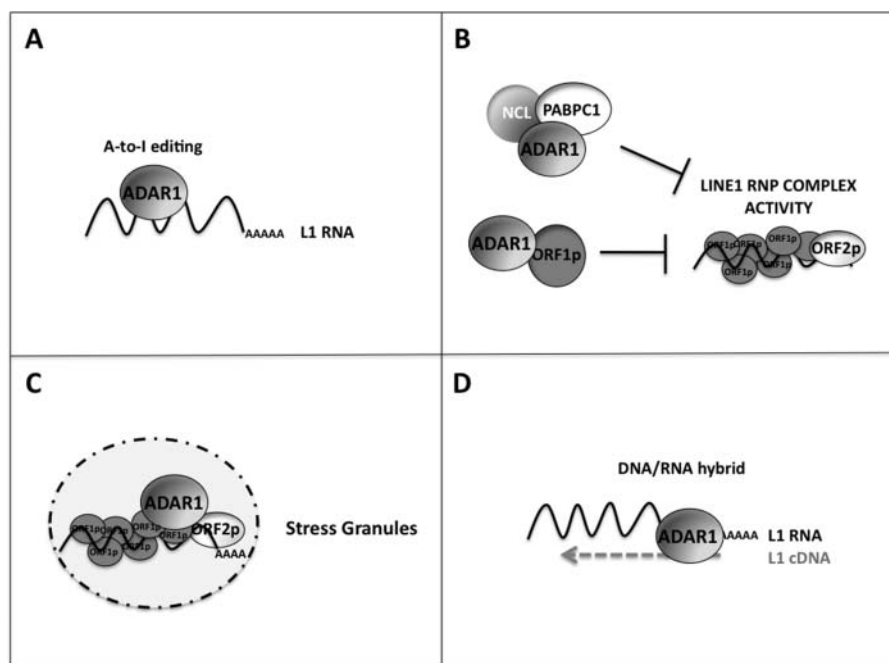 A
A-to-I editing
ADAR1
AAAAA
L1 RNA
B
NCL
PABPC1
ADAR1
LINE1 RNP COMPLEX
ACTIVITY
ADAR1
ORF1p
ORF1p
ORF1p
ORF1p
ORF1p
ORF1p
ORF2p
C
ADAR1
ORF1p
ORF1p
ORF1p
ORF2p
ORF1p
ORF1p
ORF1p
AAAA
Stress Granules
D
DNA/RNA hybrid
ADAR1
AAAA
L1 RNA
L1 cDNA